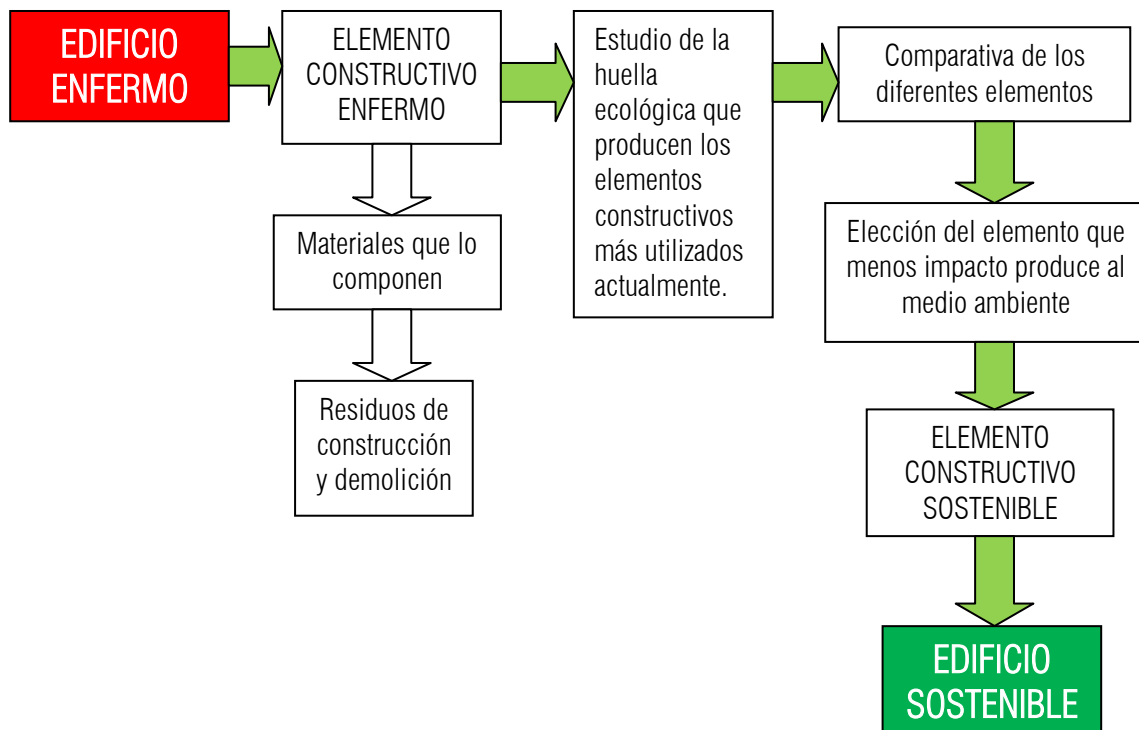 EDIFICIO
ENFERMO
ELEMENTO
CONSTRUCTIVO
ENFERMO
Estudio de la
huella
ecológica que
producen los
elementos
constructivos
más utilizados
actualmente.
Comparativa de los
diferentes elementos
Materiales que lo
componen
Elección del elemento que
menos impacto produce al
medio ambiente
Residuos de
construcción
y demolición
ELEMENTO
CONSTRUCTIVO
SOSTENIBLE
EDIFICIO
SOSTENIBLE